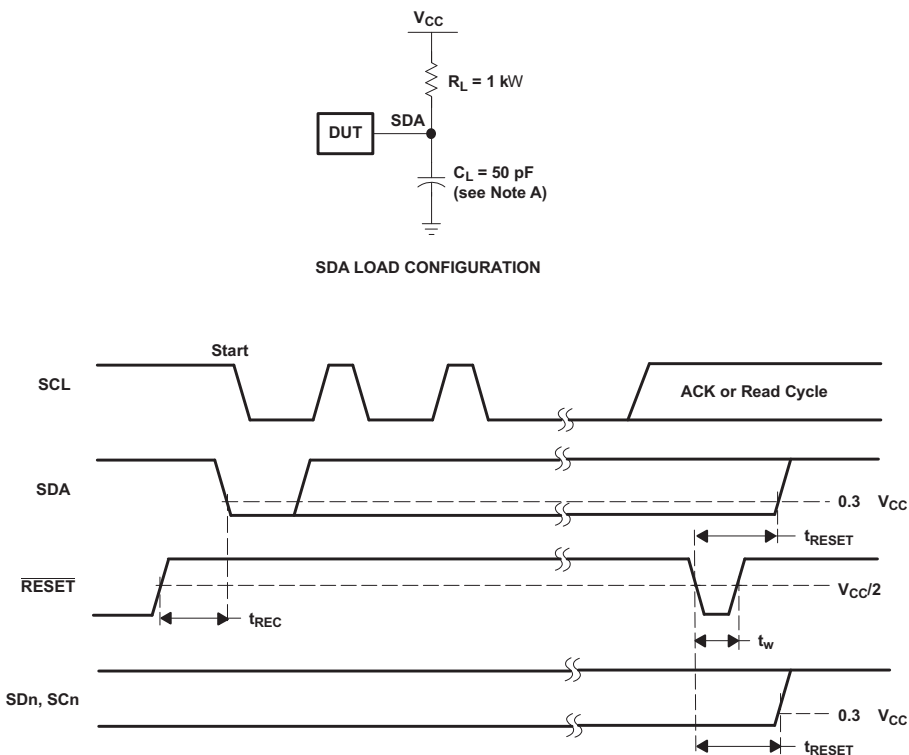 VCC
RL = 1 kW
DUT
SDA
CL = 50 pF
(see Note A)
SDA LOAD CONFIGURATION
Start
SCL
ACK or Read Cycle
SDA
0.3 VCC
tRESET
RESET
VCC/2
tREC
tw
SDn, SCn
0.3 VCC
tRESET